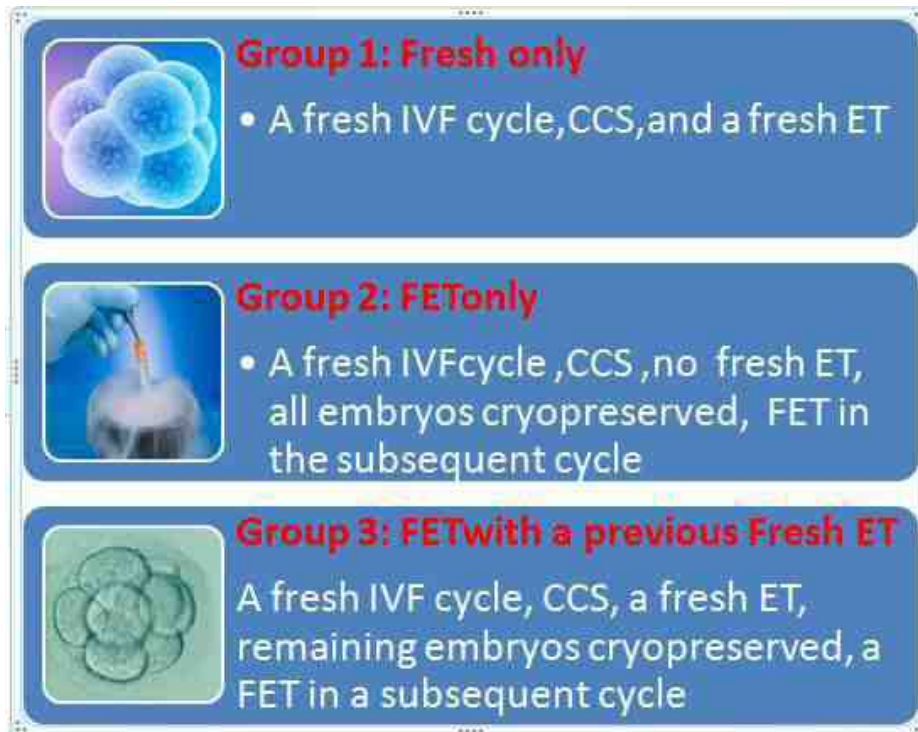 Group 1: Fresh only
• A fresh IVF cycle,CCS,and a fresh ET
Group 2: FETonly
• A fresh IVFcycle ,CCS ,no fresh ET,
all embryos cryopreserved, FET in
the subsequent cycle
Group 3: FETwith a previous Fresh ET
A fresh IVF cycle, CCS, a fresh ET,
remaining embryos cryopreserved, a
FET in a subsequent cycle